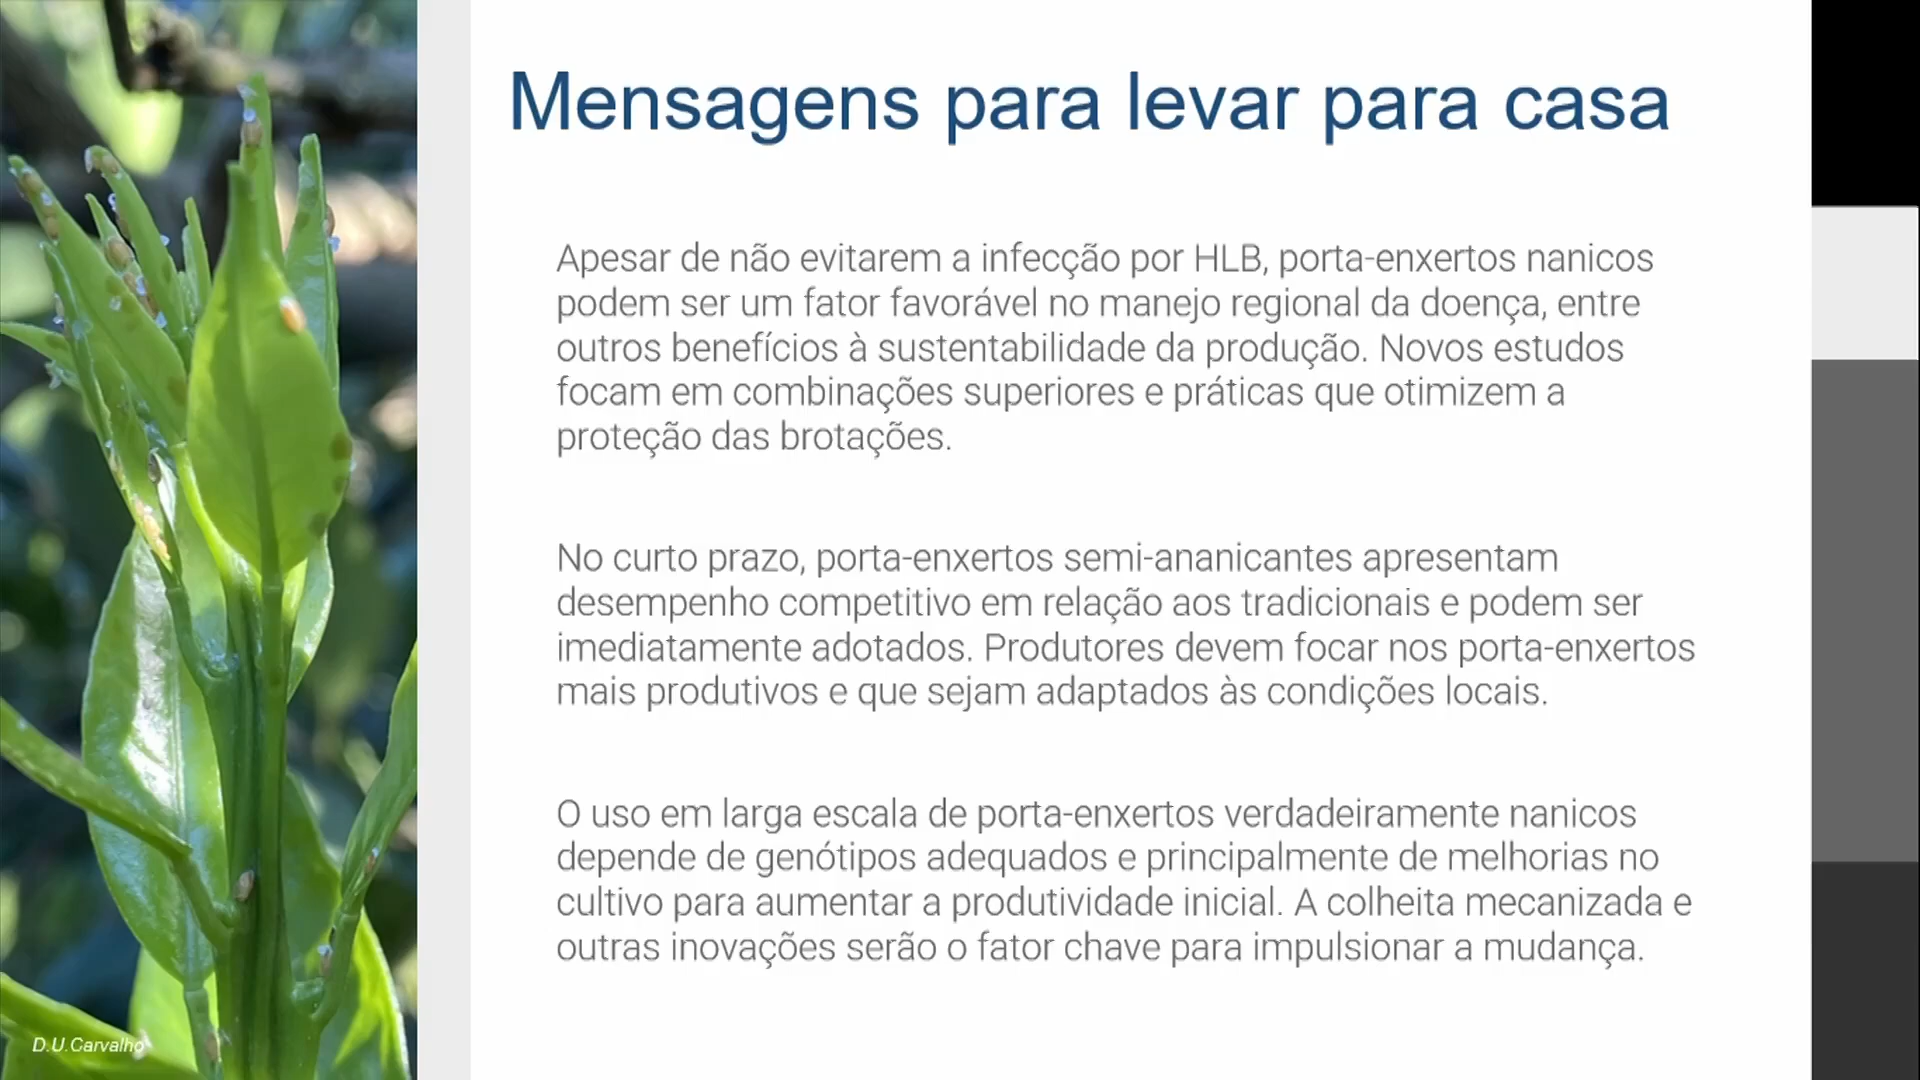 Mensagens para levar para casa
Apesar de não evitarem a infecção por HLB, porta-enxertos nanicos
podem ser um fator favorável no manejo regional da doença, entre
outros benefícios à sustentabilidade da produção. Novos estudos
focam em combinações superiores e práticas que otimizem a
proteção das brotações.
No curto prazo, porta-enxertos semi-ananicantes apresentam
desempenho competitivo em relação aos tradicionais e podem ser
imediatamente adotados. Produtores devem focar nos porta-enxertos
mais produtivos e que sejam adaptados às condições locais.
O uso em larga escala de porta-enxertos verdadeiramente nanicos
depende de genótipos adequados e principalmente de melhorias no
cultivo para aumentar a produtividade inicial. A colheita mecanizada e
outras inovações serão o fator chave para impulsionar a mudança.
D.U.Carvalho